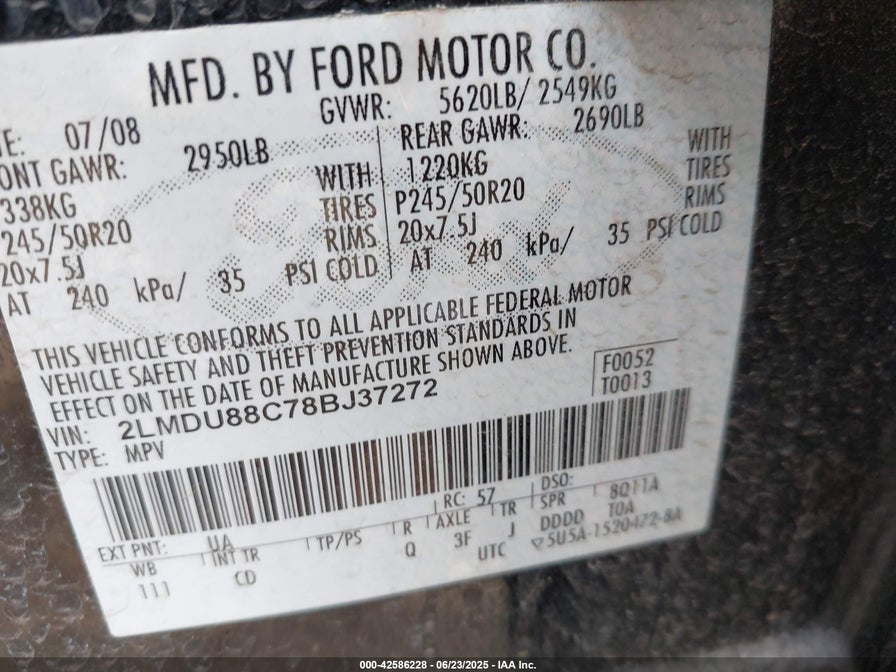 MFD. BY FORD MOTOR CO.
TE: 07/08 GVWR: 5620LB/ 2549KG
ONT GAWR: 2950LB REAR GAWR: 2690LB
338KG WITH 1220KG WITH
245/50R20 TIRES P245/50R20 TIRES
20x7.5J RIMS 20x7.5J RIMS
AT 240 kPa/ 35 PSI COLD AT 240 kPa/ 35 PSI COLD
THIS VEHICLE CONFORMS TO ALL APPLICABLE FEDERAL MOTOR
VEHICLE SAFETY AND THEFT PREVENTION STANDARDS IN
EFFECT ON THE DATE OF MANUFACTURE SHOWN ABOVE.
F0052
T0013
VIN: 2LMDU88C78BJ37272
TYPE: MPV
RC: 57 DSO:
EXT PNT: UA
WB INT TR TP/PS R AXLE TR SPR 8Q11A
111 CD Q 3F J DDDD TOA
UTC ▽5U5A-1520472-8A
000-42586228 - 06/23/2025 - IAA Inc.